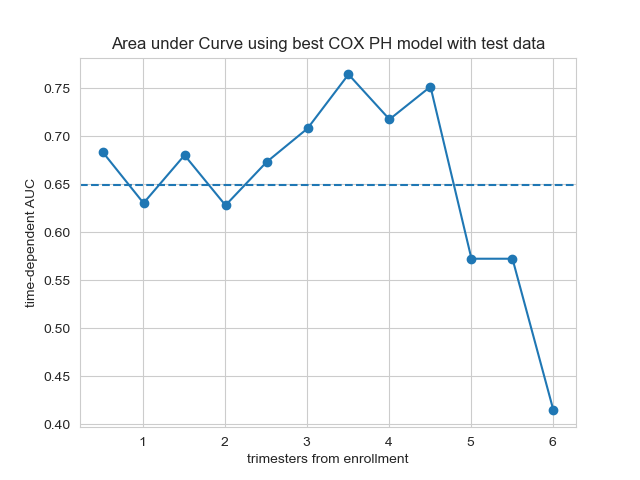 Area under Curve using best COX PH model with test data
time-dependent AUC
0.75
0.70
0.65
0.60
0.55
0.50
0.45
0.40
1 2 3 4 5 6
trimesters from enrollment